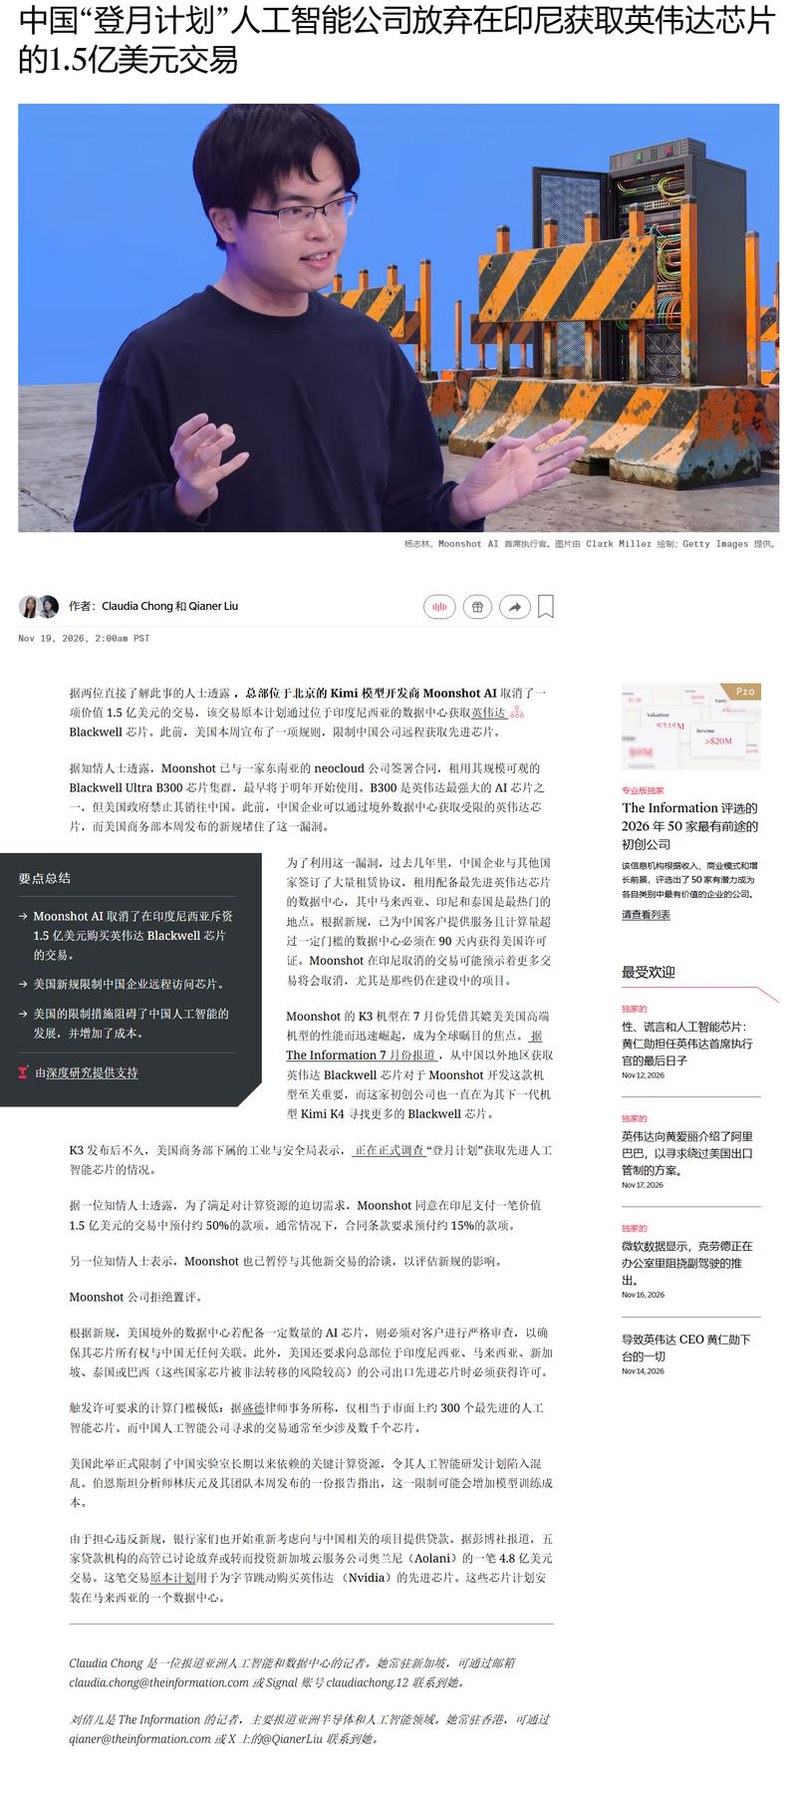 中国“登月计划”人工智能公司放弃在印尼获取英伟达芯片
的1.5亿美元交易
杨志林，Moonshot AI 首席执行官。图片由 Clark Miller 绘制；Getty Images 提供。
作者：Claudia Chong 和 Qianer Liu
Nov 19, 2026, 2:00am PST
据两位直接了解此事的人士透露，总部位于北京的 Kimi 模型开发商 Moonshot AI 取消了一
项价值 1.5 亿美元的交易，该交易原本计划通过位于印度尼西亚的数据中心获取英伟达
Blackwell 芯片。此前，美国本周宣布了一项规则，限制中国公司远程获取先进芯片。
据知情人士透露，Moonshot 已与一家东南亚的 neocloud 公司签署合同，租用其规模可观的
Blackwell Ultra B300 芯片集群，最早将于明年开始使用。B300 是英伟达最强大的 AI 芯片之
一，但美国政府禁止其销往中国。此前，中国企业可以通过境外数据中心获取受限的英伟达芯
片，而美国商务部本周发布的新规堵住了这一漏洞。
要点总结
→ Moonshot AI 取消了在印度尼西亚斥资
1.5 亿美元购买英伟达 Blackwell 芯片
的交易。
→ 美国新规限制中国企业远程访问芯片。
→ 美国的限制措施阻碍了中国人工智能的
发展，并增加了成本。
由深度研究提供支持
为了利用这一漏洞，过去几年里，中国企业与其他国
家签订了大量租赁协议，租用配备最先进英伟达芯片
的数据中心，其中马来西亚、印尼和泰国是最热门的
地点。根据新规，已为中国客户提供服务且计算量超
过一定门槛的数据中心必须在 90 天内获得美国许可
证。Moonshot 在印尼取消的交易可能预示着更多交
易将会取消，尤其是那些仍在建设中的项目。
Moonshot 的 K3 机型在 7 月份凭借其媲美美国高端
机型的性能而迅速崛起，成为全球瞩目的焦点。据
The Information 7 月份报道，从中国以外地区获取
英伟达 Blackwell 芯片对于 Moonshot 开发这款机
型至关重要，而这家初创公司也一直在为其下一代机
型 Kimi K4 寻找更多的 Blackwell 芯片。
K3 发布后不久，美国商务部下属的工业与安全局表示，正在正式调查“登月计划”获取先进人工
智能芯片的情况。
据一位知情人士透露，为了满足对计算资源的迫切需求，Moonshot 同意在印尼支付一笔价值
1.5 亿美元的交易中预付约 50%的款项。通常情况下，合同条款要求预付约 15%的款项。
另一位知情人士表示，Moonshot 也已暂停与其他新交易的洽谈，以评估新规的影响。
Moonshot 公司拒绝置评。
根据新规，美国境外的数据中心若配备一定数量的 AI 芯片，则必须对客户进行严格审查，以确
保其芯片所有权与中国无任何关联。此外，美国还要求向总部位于印度尼西亚、马来西亚、新加
坡、泰国或巴西（这些国家芯片被非法转移的风险较高）的公司出口先进芯片时必须获得许可。
触发许可要求的计算门槛极低：据盛德律师事务所称，仅相当于市面上约 300 个最先进的人工
智能芯片。而中国人工智能公司寻求的交易通常至少涉及数千个芯片。
美国此举正式限制了中国实验室长期以来依赖的关键计算资源，令其人工智能研发计划陷入混
乱。伯恩斯坦分析师林庆元及其团队本周发布的一份报告指出，这一限制可能会增加模型训练成
本。
由于担心违反新规，银行家们也开始重新考虑向与中国相关的项目提供贷款。据彭博社报道，五
家贷款机构的高管已讨论放弃或转而投资新加坡云服务公司奥兰尼（Aolani）的一笔 4.8 亿美元
交易。这笔交易原本计划用于为字节跳动购买英伟达 （Nvidia）的先进芯片。这些芯片计划安
装在马来西亚的一个数据中心。
Claudia Chong 是一位报道亚洲人工智能和数据中心的记者。她常驻新加坡，可通过邮箱
claudia.chong@theinformation.com 或 Signal 账号 claudiachong.12 联系到她。
刘倩儿是 The Information 的记者，主要报道亚洲半导体和人工智能领域。她常驻香港，可通过
qianer@theinformation.com 或 X 上的@QianerLiu 联系到她。
Pro
Valuation
>$20M
专业版独家
The Information 评选的
2026 年 50 家最有前途的
初创公司
该信息机构根据收入、商业模式和增
长前景，评选出了 50 家有潜力成为
各自类别中最有价值的企业的公司。
请查看列表
最受欢迎
独家的
性、谎言和人工智能芯片：
黄仁勋担任英伟达首席执行
官的最后日子
Nov 12, 2026
独家的
英伟达向黄爱丽介绍了阿里
巴巴，以寻求绕过美国出口
管制的方案。
Nov 17, 2026
独家的
微软数据显示，克劳德正在
办公室里阻挠副驾驶的推
出。
Nov 16, 2026
导致英伟达 CEO 黄仁勋下
台的一切
Nov 14, 2026